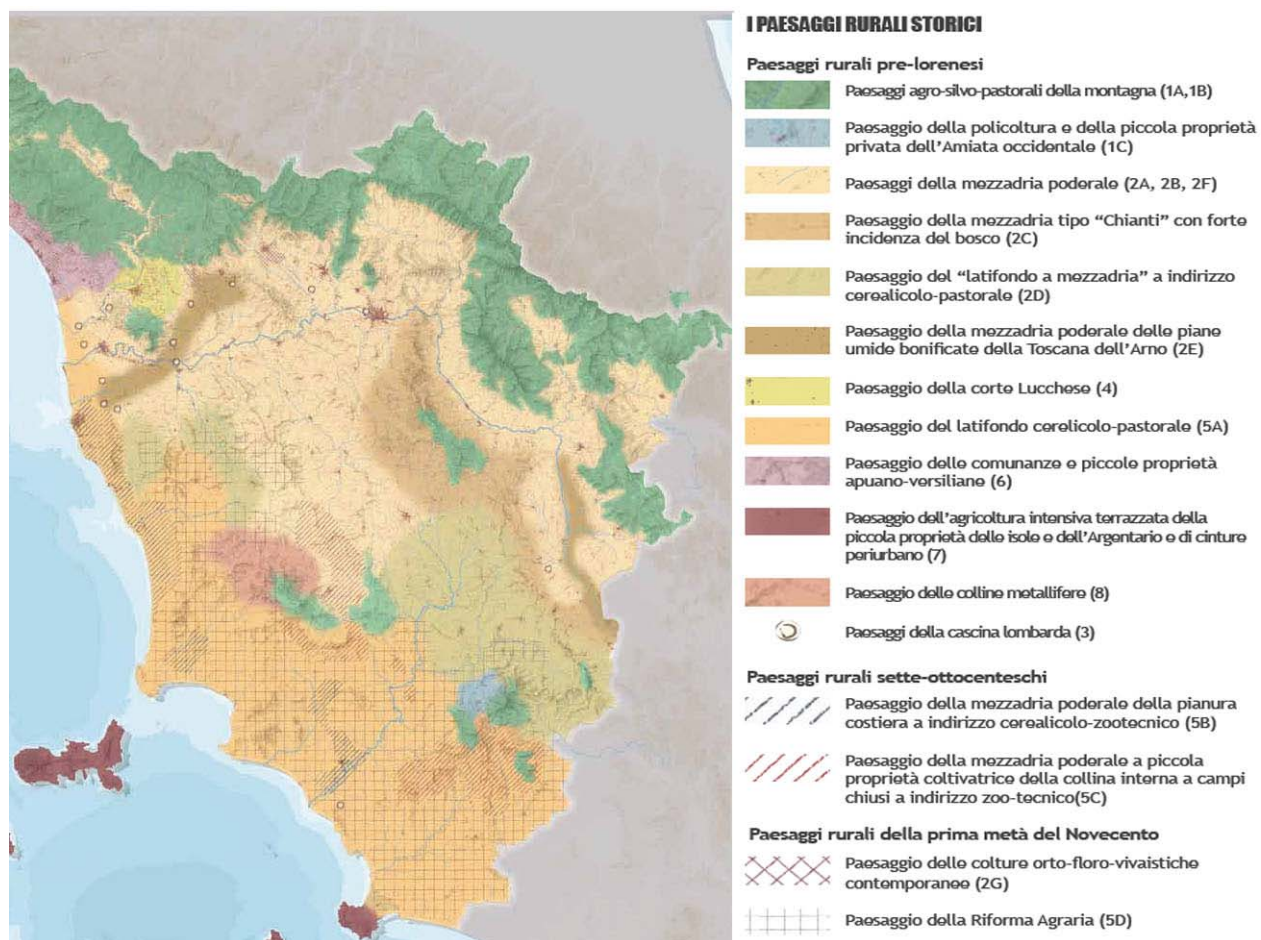 I PAESAGGI RURALI STORICI
Paesaggi rurali pre-lorenesi
Paesaggi agro-silvo-pastorali della montagna (1A,1B)
Paesaggio della policoltura e della piccola proprietà
privata dell'Amiata occidentale (1C)
Paesaggi della mezzadria poderale (2A, 2B, 2F)
Paesaggio della mezzadria tipo “Chianti” con forte
incidenza del bosco (2C)
Paesaggio del “latifondo a mezzadria” a indirizzo
cerealicolo-pastorale (2D)
Paesaggio della mezzadria poderale delle piane
umide bonificate della Toscana dell'Arno (2E)
Paesaggio della corte Lucchese (4)
Paesaggio del latifondo cerelicolo-pastorale (5A)
Paesaggio delle comunanze e piccole proprietà
apuano-versiliane (6)
Paesaggio dell'agricoltura intensiva terrazzata della
piccola proprietà delle isole e dell'Argentario e di cinture
periurbano (7)
Paesaggio delle colline metallifere (8)
Paesaggi della cascina lombarda (3)
Paesaggi rurali sette-ottocenteschi
Paesaggio della mezzadria poderale della pianura
costiera a indirizzo cerealicolo-zootecnico (5B)
Paesaggio della mezzadria poderale a piccola
proprietà coltivatrice della collina interna a campi
chiusi a indirizzo zoo-tecnico(5C)
Paesaggi rurali della prima metà del Novecento
Paesaggio delle colture orto-floro-vivaistiche
contemporanee (2G)
Paesaggio della Riforma Agraria (5D)